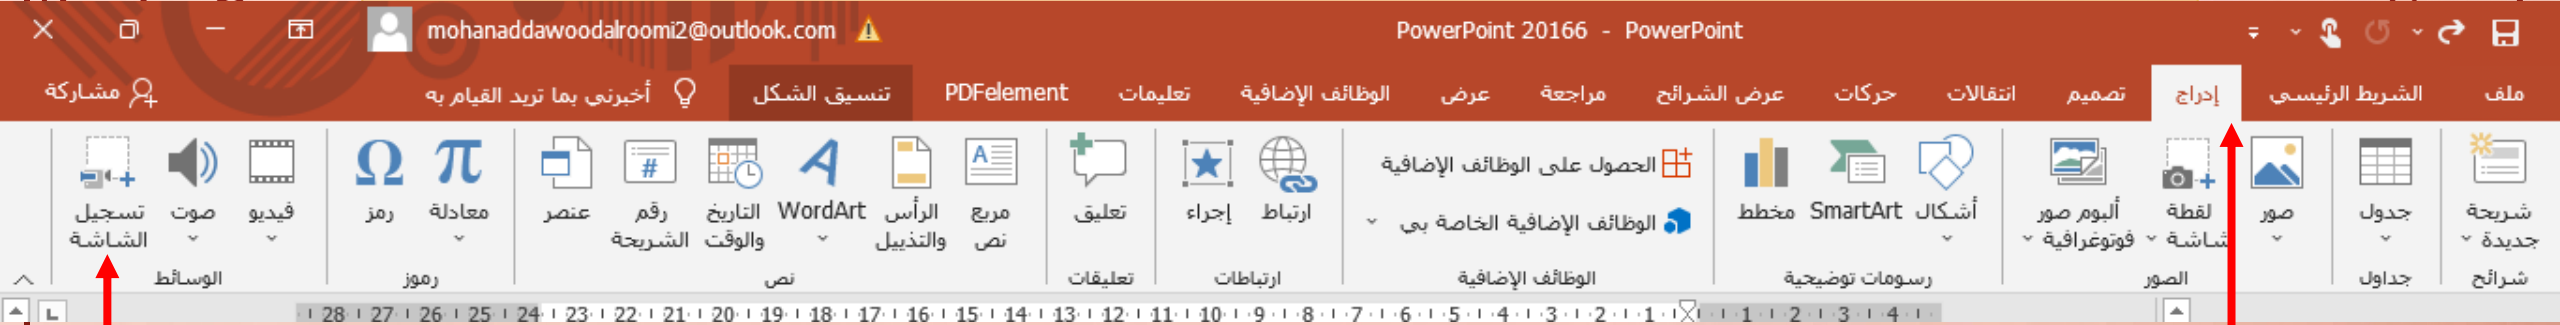 PowerPoint 20166 - PowerPoint
mohanaddawoodalroomi2@outlook.com
ملف الشريط الرئيسي إدراج تصميم انتقالات حركات عرض الشرائح مراجعة عرض الوظائف الإضافية تعليمات PDFelement تنسيق الشكل أخبرني بما تريد القيام به مشاركة
شريحة جديدة
جدول
صور
لقطة شاشة
ألبوم صور فوتوغرافية
أشكال
SmartArt
مخطط
الحصول على الوظائف الإضافية
الوظائف الإضافية الخاصة بي
ارتباط
إجراء
تعليق
مربع نص
الرأس والتذييل
WordArt
التاريخ والوقت
رقم الشريحة
عنصر
معادلة
رمز
فيديو
صوت
تسجيل الشاشة
شرائح جداول الصور رسومات توضيحية الوظائف الإضافية ارتباطات تعليقات نص رموز الوسائط
28 27 26 25 24 23 22 21 20 19 18 17 16 15 14 13 12 11 10 9 8 7 6 5 4 3 2 1 1 2 3 4